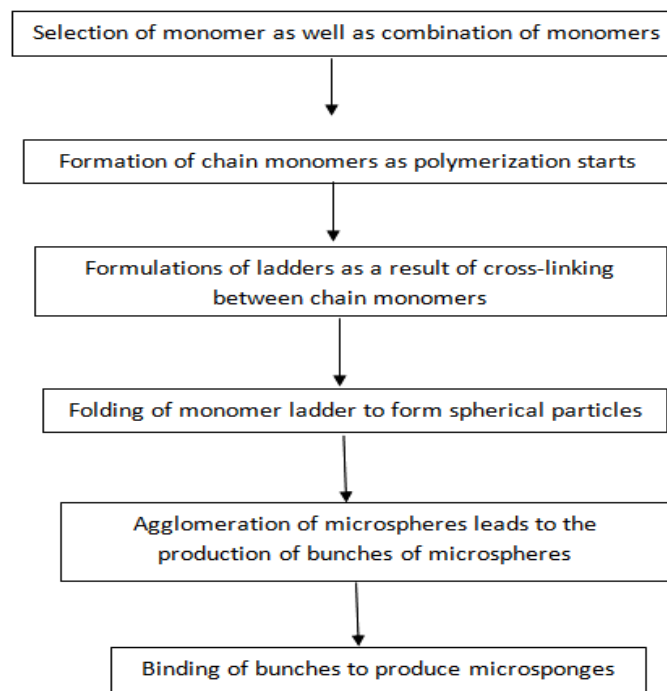 Selection of monomer as well as combination of monomers
Formation of chain monomers as polymerization starts
Formulations of ladders as a result of cross-linking
between chain monomers
Folding of monomer ladder to form spherical particles
Agglomeration of microspheres leads to the
production of bunches of microspheres
Binding of bunches to produce microsponges